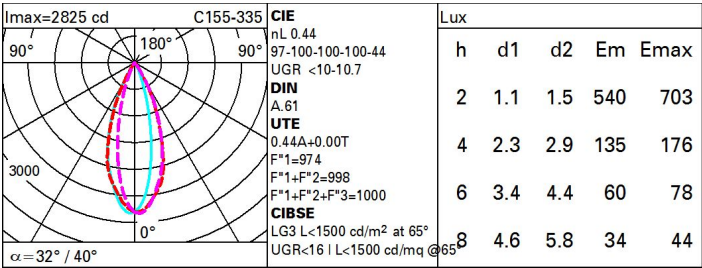 Imax=2825 cd C155-335
90° 180° 90°
3000
0°
α=32° / 40°
CIE
nL 0.44
97-100-100-100-44
UGR <10-10.7
DIN
A.61
UTE
0.44A+0.00T
F"1=974
F"1+F"2=998
F"1+F"2+F"3=1000
CIBSE
LG3 L<1500 cd/m² at 65°
UGR<16 | L<1500 cd/mq @65°
Lux
h d1 d2 Em Emax
2 1.1 1.5 540 703
4 2.3 2.9 135 176
6 3.4 4.4 60 78
8 4.6 5.8 34 44